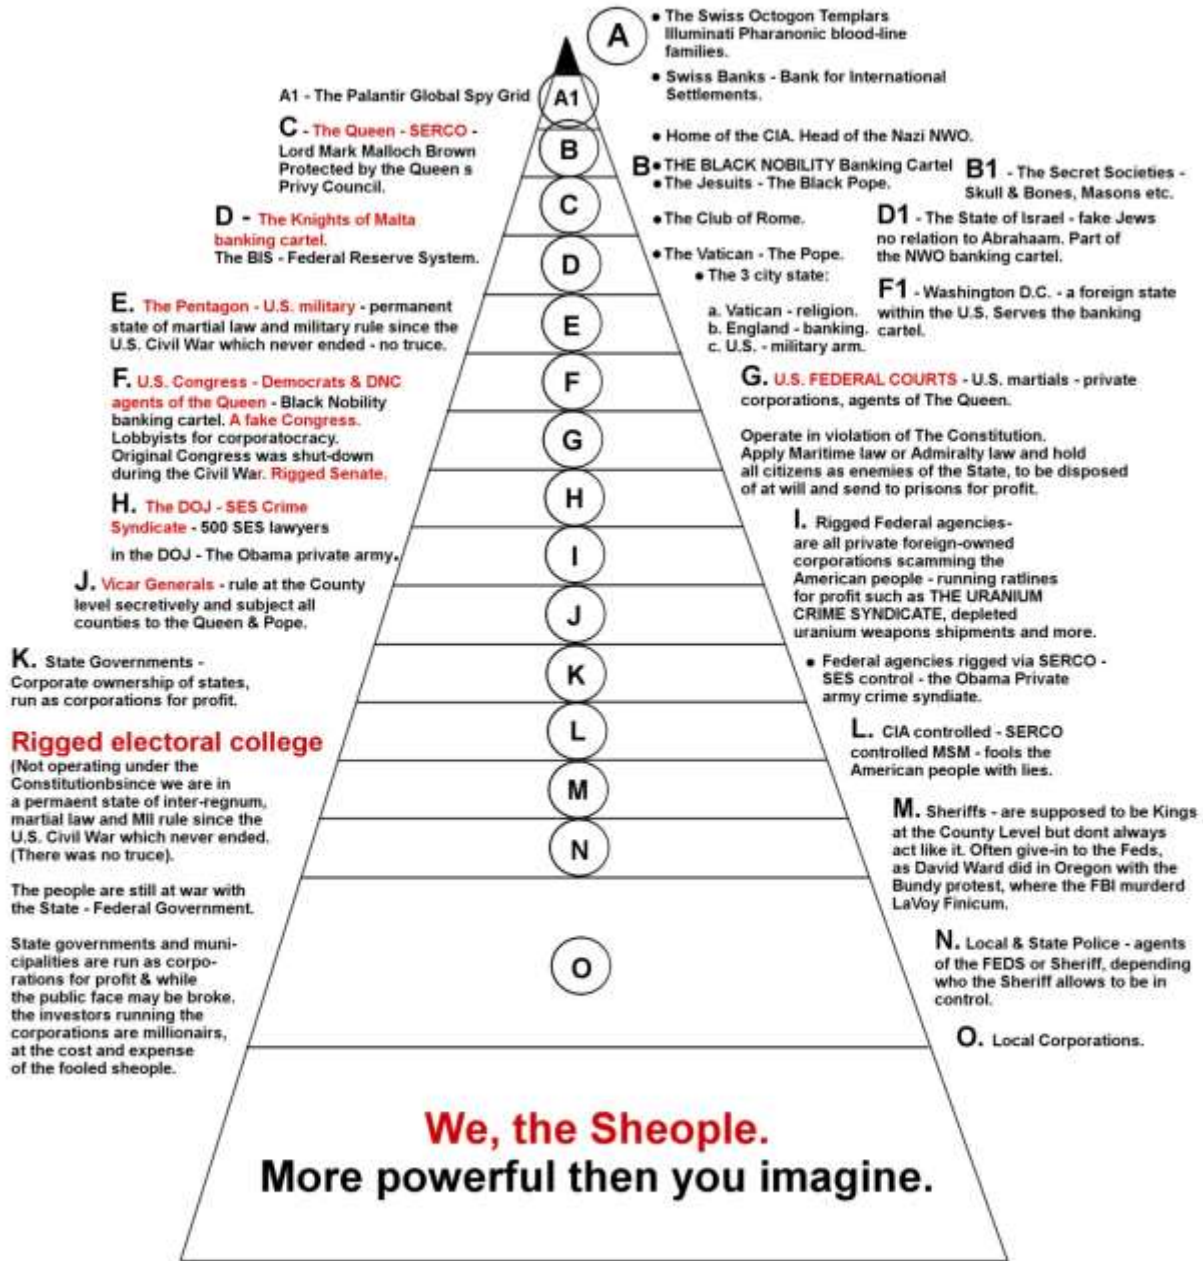 A
• The Swiss Octogon Templars
Illuminati Pharanonic blood-line
families.
• Swiss Banks - Bank for International
Settlements.
A1 - The Palantir Global Spy Grid
A1
C - The Queen - SERCO -
Lord Mark Malloch Brown
Protected by the Queen s
Privy Council.
• Home of the CIA. Head of the Nazi NWO.
B • THE BLACK NOBILITY Banking Cartel
• The Jesuits - The Black Pope.
B1 - The Secret Societies -
Skull & Bones, Masons etc.
B
C
D - The Knights of Malta
banking cartel.
The BIS - Federal Reserve System.
• The Club of Rome.
D1 - The State of Israel - fake Jews
no relation to Abrahaam. Part of
the NWO banking cartel.
D
• The Vatican - The Pope.
• The 3 city state:
a. Vatican - religion.
b. England - banking.
c. U.S. - military arm.
F1 - Washington D.C. - a foreign state
within the U.S. Serves the banking
cartel.
E. The Pentagon - U.S. military - permanent
state of martial law and military rule since the
U.S. Civil War which never ended - no truce.
E
F. U.S. Congress - Democrats & DNC
agents of the Queen - Black Nobility
banking cartel. A fake Congress.
Lobbyists for corporatocracy.
Original Congress was shut-down
during the Civil War. Rigged Senate.
F
G. U.S. FEDERAL COURTS - U.S. martials - private
corporations, agents of The Queen.
Operate in violation of The Constitution.
Apply Maritime law or Admiralty law and hold
all citizens as enemies of the State, to be disposed
of at will and send to prisons for profit.
G
H. The DOJ - SES Crime
Syndicate - 500 SES lawyers
in the DOJ - The Obama private army.
H
I. Rigged Federal agencies-
are all private foreign-owned
corporations scamming the
American people - running ratlines
for profit such as THE URANIUM
CRIME SYNDICATE, depleted
uranium weapons shipments and more.
I
J. Vicar Generals - rule at the County
level secretively and subject all
counties to the Queen & Pope.
J
K. State Governments -
Corporate ownership of states,
run as corporations for profit.
K
• Federal agencies rigged via SERCO -
SES control - the Obama Private
army crime syndiate.
L
L. CIA controlled - SERCO
controlled MSM - fools the
American people with lies.
Rigged electoral college
(Not operating under the
Constitutionbsince we are in
a permaent state of inter-regnum,
martial law and MIl rule since the
U.S. Civil War which never ended.
(There was no truce).
The people are still at war with
the State - Federal Government.
State governments and muni-
cipalities are run as corpo-
rations for profit & while
the public face may be broke.
the investors running the
corporations are millionairs,
at the cost and expense
of the fooled sheople.
M
M. Sheriffs - are supposed to be Kings
at the County Level but dont always
act like it. Often give-in to the Feds,
as David Ward did in Oregon with the
Bundy protest, where the FBI murderd
LaVoy Finicum.
N
N. Local & State Police - agents
of the FEDS or Sheriff, depending
who the Sheriff allows to be in
control.
O
O. Local Corporations.
We, the Sheople.
More powerful then you imagine.